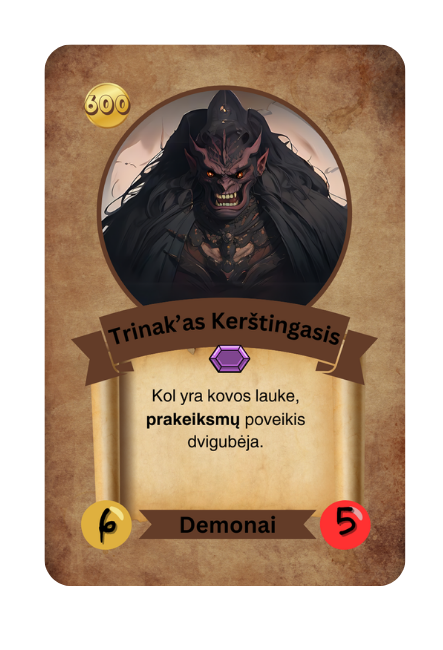 600
Trinak’as Kerštingasis
Kol yra kovos lauke,
prakeiksmų poveikis
dvigubėja.
6
Demonai
5